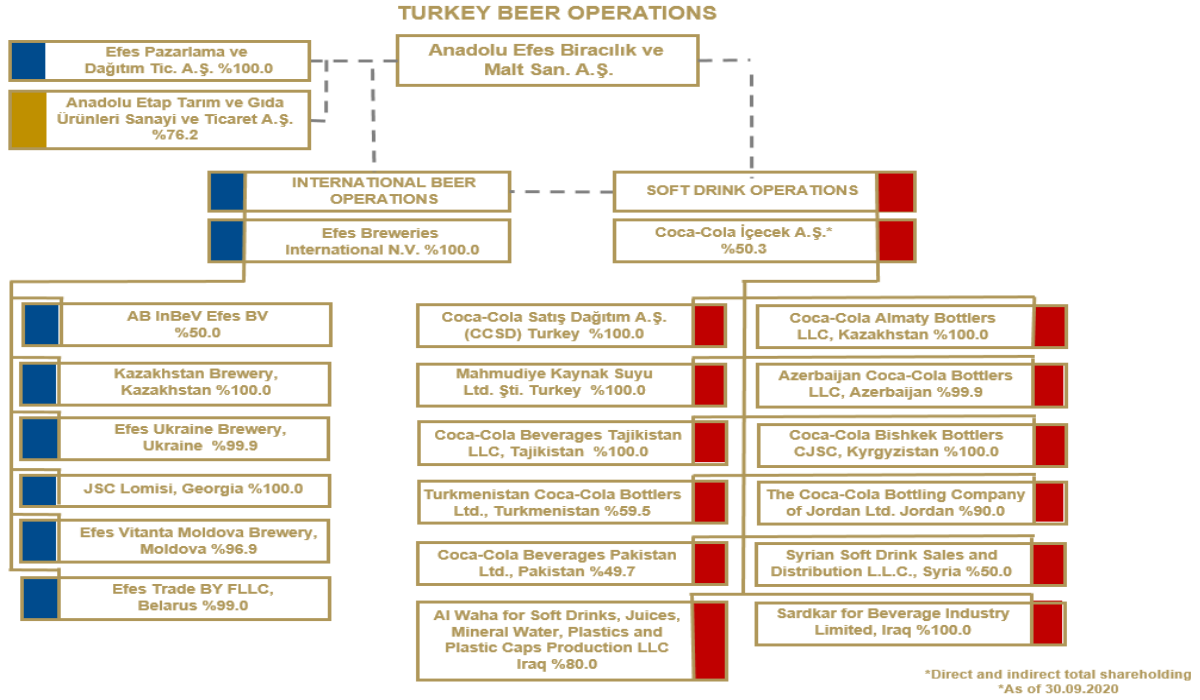 TURKEY BEER OPERATIONS
Efes Pazarlama ve
Dağıtım Tic. A.Ş. %100.0
Anadolu Efes Biracılık ve
Malt San. A.Ş.
Anadolu Etap Tarım ve Gıda
Ürünleri Sanayi ve Ticaret A.Ş.
%76.2
INTERNATIONAL BEER
OPERATIONS
SOFT DRINK OPERATIONS
Efes Breweries
International N.V. %100.0
Coca-Cola İçecek A.Ş.*
%50.3
AB InBeV Efes BV
%50.0
Kazakhstan Brewery,
Kazakhstan %100.0
Efes Ukraine Brewery,
Ukraine %99.9
JSC Lomisi, Georgia %100.0
Efes Vitanta Moldova Brewery,
Moldova %96.9
Efes Trade BY FLLC,
Belarus %99.0
Coca-Cola Satış Dağıtım A.Ş.
(CCSD) Turkey %100.0
Mahmudiye Kaynak Suyu
Ltd. Şti. Turkey %100.0
Coca-Cola Beverages Tajikistan
LLC, Tajikistan %100.0
Turkmenistan Coca-Cola Bottlers
Ltd., Turkmenistan %59.5
Coca-Cola Beverages Pakistan
Ltd., Pakistan %49.7
Al Waha for Soft Drinks, Juices,
Mineral Water, Plastics and
Plastic Caps Production LLC
Iraq %80.0
Coca-Cola Almaty Bottlers
LLC, Kazakhstan %100.0
Azerbaijan Coca-Cola Bottlers
LLC, Azerbaijan %99.9
Coca-Cola Bishkek Bottlers
CJSC, Kyrgyzistan %100.0
The Coca-Cola Bottling Company
of Jordan Ltd. Jordan %90.0
Syrian Soft Drink Sales and
Distribution L.L.C., Syria %50.0
Sardkar for Beverage Industry
Limited, Iraq %100.0
*Direct and indirect total shareholding
*As of 30.09.2020